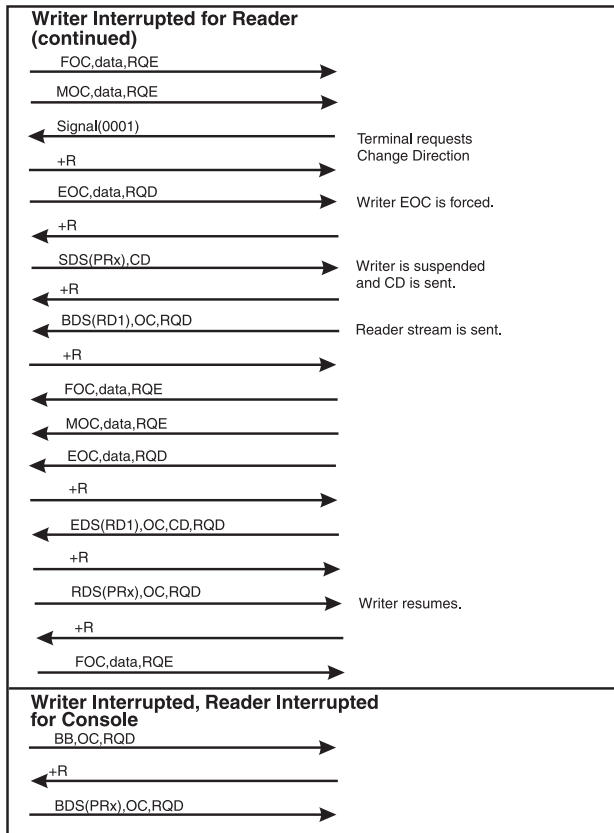 Writer Interrupted for Reader
(continued)
FOC,data,RQE
MOC,data,RQE
Signal(0001)
Terminal requests
Change Direction
+R
EOC,data,RQD
Writer EOC is forced.
+R
SDS(PRx),CD
Writer is suspended
and CD is sent.
+R
BDS(RD1),OC,RQD
Reader stream is sent.
+R
FOC,data,RQE
MOC,data,RQE
EOC,data,RQD
+R
EDS(RD1),OC,CD,RQD
+R
RDS(PRx),OC,RQD
Writer resumes.
+R
FOC,data,RQE
Writer Interrupted, Reader Interrupted
for Console
BB,OC,RQD
+R
BDS(PRx),OC,RQD